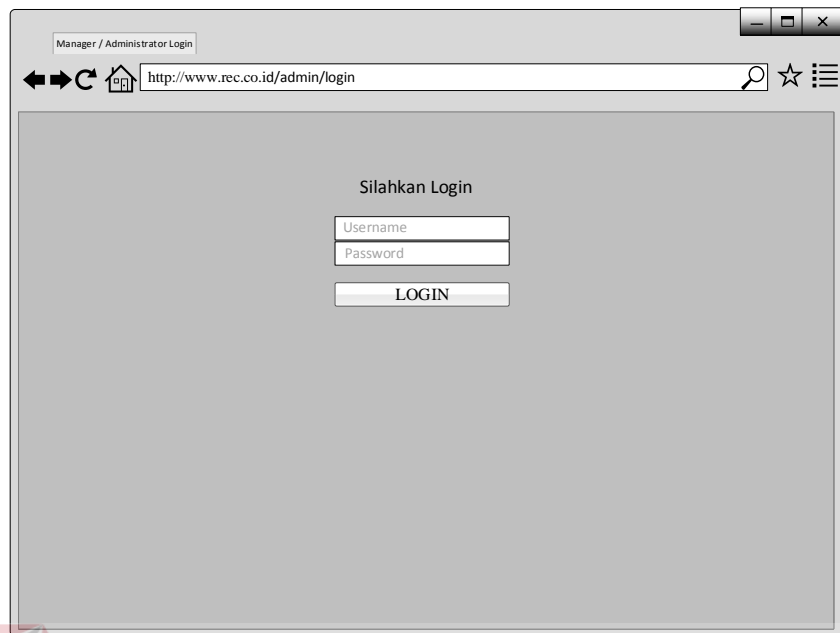 Manager / Administrator Login
http://www.rec.co.id/admin/login
Silahkan Login
Username
Password
LOGIN